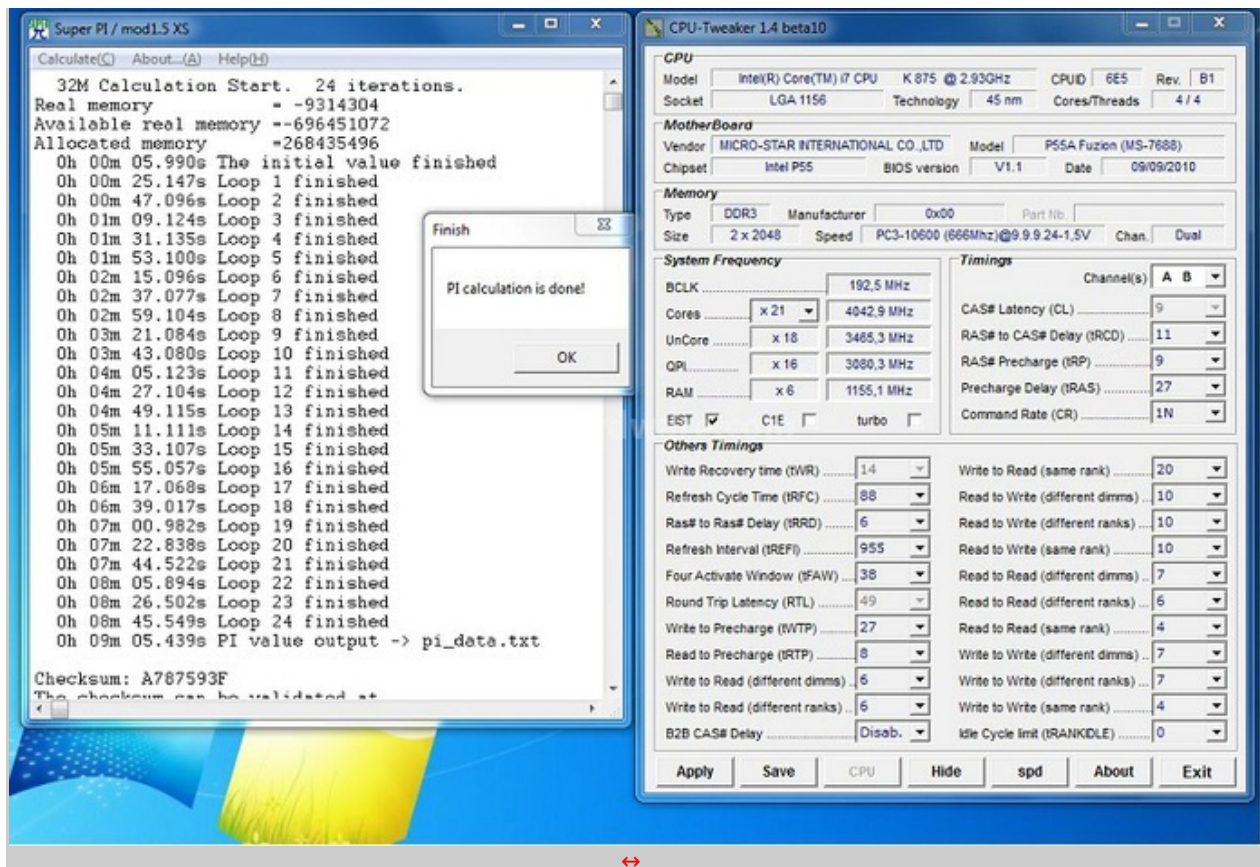 Super PI / mod1.5 XS
Calculate(C) About...(A) Help(H)
32M Calculation Start. 24 iterations.
Real memory = -9314304
Available real memory =-696451072
Allocated memory =268435496
0h 00m 05.990s The initial value finished
0h 00m 25.147s Loop 1 finished
0h 00m 47.096s Loop 2 finished
0h 01m 09.124s Loop 3 finished
0h 01m 31.135s Loop 4 finished
0h 01m 53.100s Loop 5 finished
0h 02m 15.096s Loop 6 finished
0h 02m 37.077s Loop 7 finished
0h 02m 59.104s Loop 8 finished
0h 03m 21.084s Loop 9 finished
0h 03m 43.080s Loop 10 finished
0h 04m 05.123s Loop 11 finished
0h 04m 27.104s Loop 12 finished
0h 04m 49.115s Loop 13 finished
0h 05m 11.111s Loop 14 finished
0h 05m 33.107s Loop 15 finished
0h 05m 55.057s Loop 16 finished
0h 06m 17.068s Loop 17 finished
0h 06m 39.017s Loop 18 finished
0h 07m 00.982s Loop 19 finished
0h 07m 22.838s Loop 20 finished
0h 07m 44.522s Loop 21 finished
0h 08m 05.894s Loop 22 finished
0h 08m 26.502s Loop 23 finished
0h 08m 45.549s Loop 24 finished
0h 09m 05.439s PI value output -> pi_data.txt
Checksum: A787593F
The checksum can be validated at
Finish
PI calculation is done!
OK
CPU-Tweaker 1.4 beta10
CPU
Model Intel(R) Core(TM) i7 CPU K 875 @ 2.93GHz CPUID 6E5 Rev. B1
Socket LGA 1156 Technology 45 nm Cores/Threads 4 / 4
MotherBoard
Vendor MICRO-STAR INTERNATIONAL CO.,LTD Model P55A Fuzion (MS-7688)
Chipset Intel P55 BIOS version V1.1 Date 09/09/2010
Memory
Type DDR3 Manufacturer 0x00 Part Nb.
Size 2 x 2048 Speed PC3-10600 (666Mhz)@9.9.9.24-1,5V Chan. Dual
System Frequency
BCLK 192,5 MHz
Cores x 21 4042,9 MHz
UnCore x 18 3465,3 MHz
QPI x 16 3080,3 MHz
RAM x 6 1155,1 MHz
EIST C1E turbo
Timings
Channel(s) A B
CAS# Latency (CL) 9
RAS# to CAS# Delay (tRCD) 11
RAS# Precharge (tRP) 9
Precharge Delay (tRAS) 27
Command Rate (CR) 1N
Others Timings
Write Recovery time (tWR) 14
Refresh Cycle Time (tRFC) 88
Ras# to Ras# Delay (tRRD) 6
Refresh Interval (tREFI) 955
Four Activate Window (tFAW) 38
Round Trip Latency (RTL) 49
Write to Precharge (tWTP) 27
Read to Precharge (tRTP) 8
Write to Read (different dimms) 6
Write to Read (different ranks) 6
B2B CAS# Delay Disab.
Write to Read (same rank) 20
Read to Write (different dimms) 10
Read to Write (different ranks) 10
Read to Write (same rank) 10
Read to Read (different dimms) 7
Read to Read (different ranks) 6
Read to Read (same rank) 4
Write to Write (different dimms) 7
Write to Write (different ranks) 7
Write to Write (same rank) 4
Idle Cycle limit (tRANKIDLE) 0
Apply Save CPU Hide spd About Exit